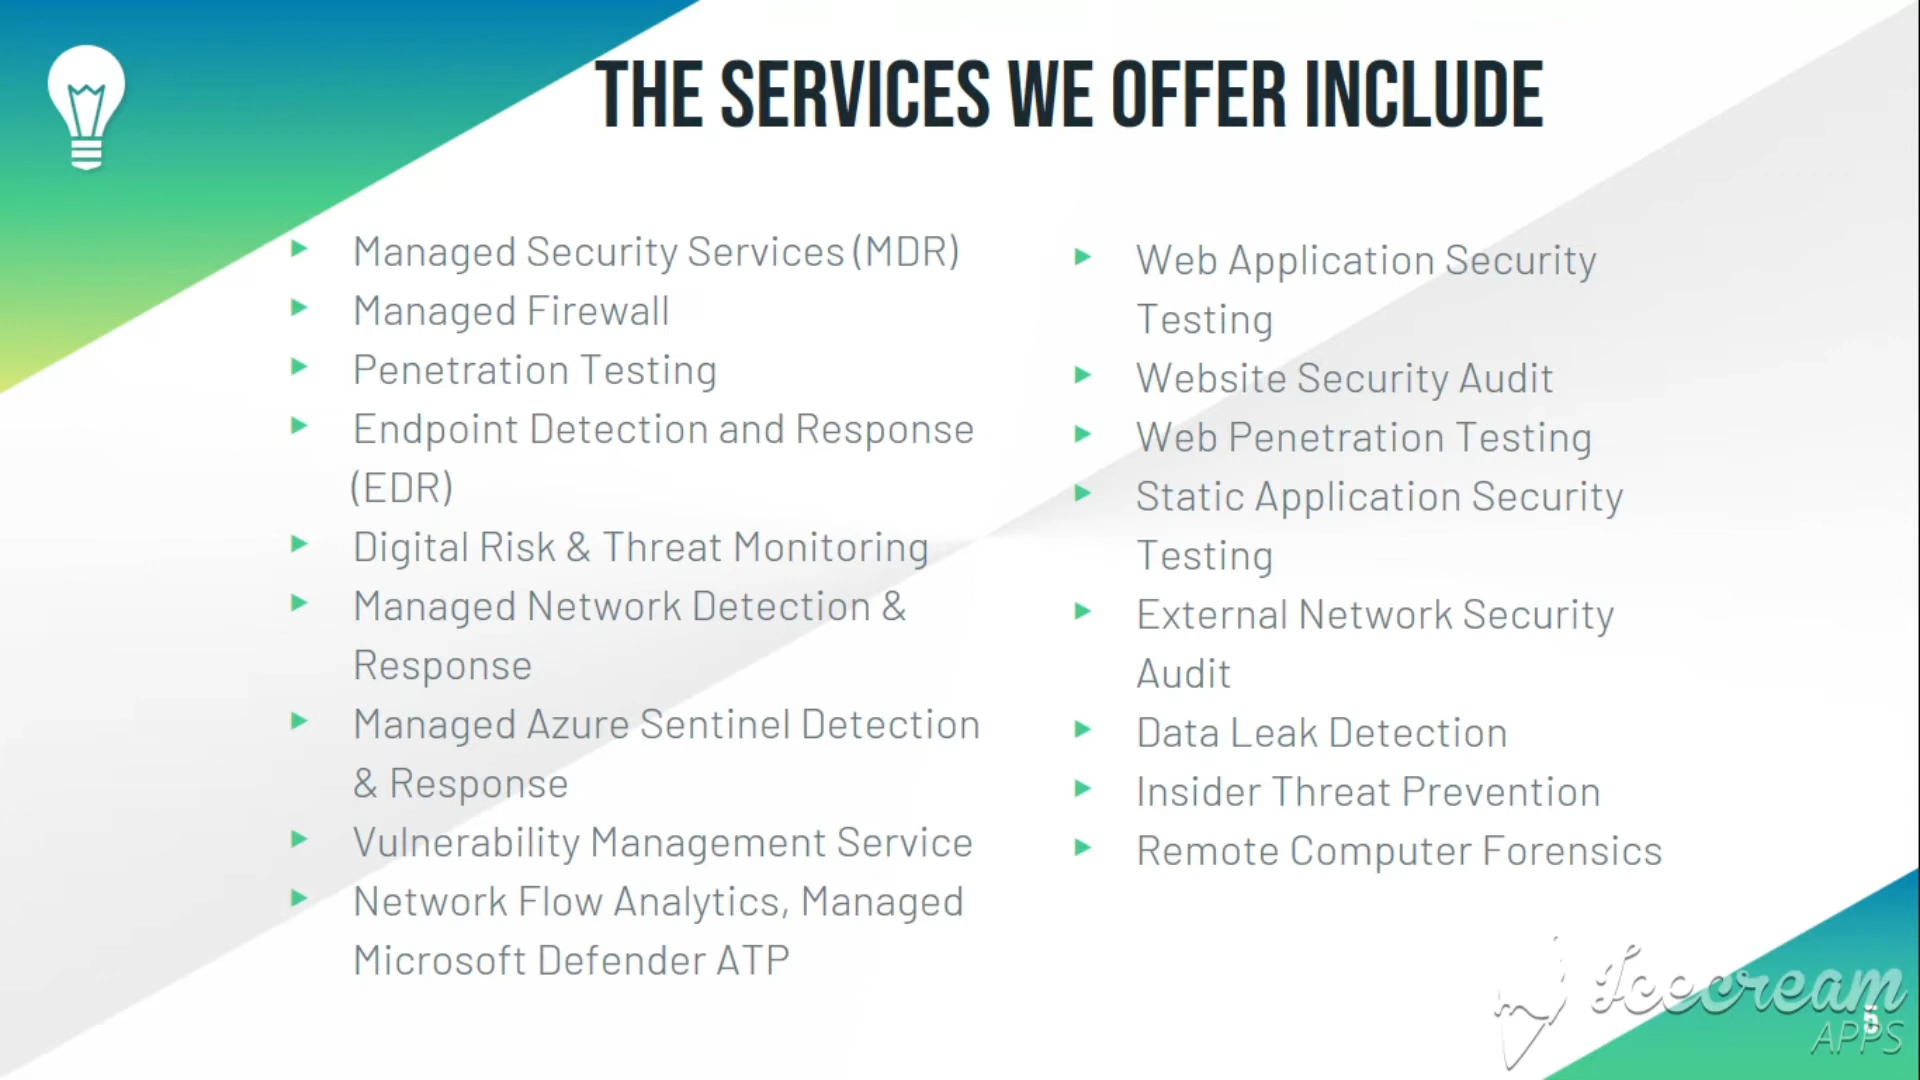 THE SERVICES WE OFFER INCLUDE
Managed Security Services (MDR)
Managed Firewall
Penetration Testing
Endpoint Detection and Response
(EDR)
Digital Risk & Threat Monitoring
Managed Network Detection &
Response
Managed Azure Sentinel Detection
& Response
Vulnerability Management Service
Network Flow Analytics, Managed
Microsoft Defender ATP
Web Application Security
Testing
Website Security Audit
Web Penetration Testing
Static Application Security
Testing
External Network Security
Audit
Data Leak Detection
Insider Threat Prevention
Remote Computer Forensics
Icecream
APPS
5